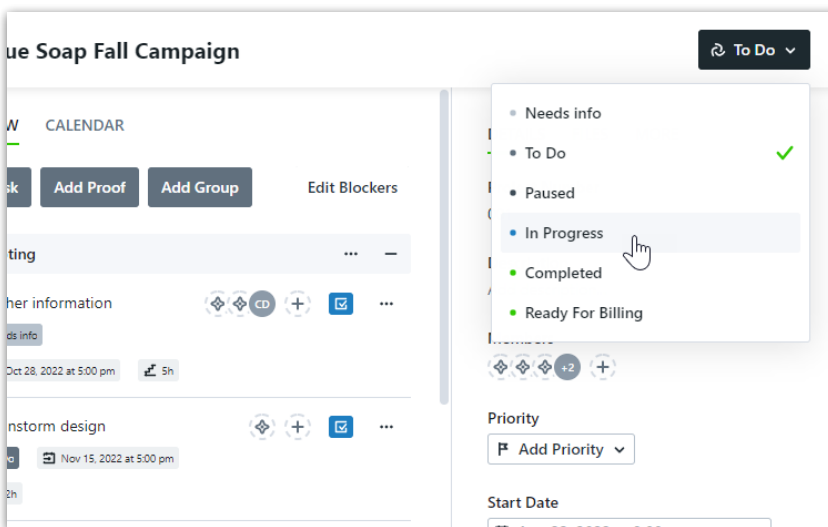 ue Soap Fall Campaign
To Do
W CALENDAR
sk Add Proof Add Group Edit Blockers
ting
her information CD
ds info
Oct 28, 2022 at 5:00 pm 5h
instorm design
Nov 15, 2022 at 5:00 pm
2h
Needs info
To Do
Paused
In Progress
Completed
Ready For Billing
Members
+2
Priority
Add Priority
Start Date